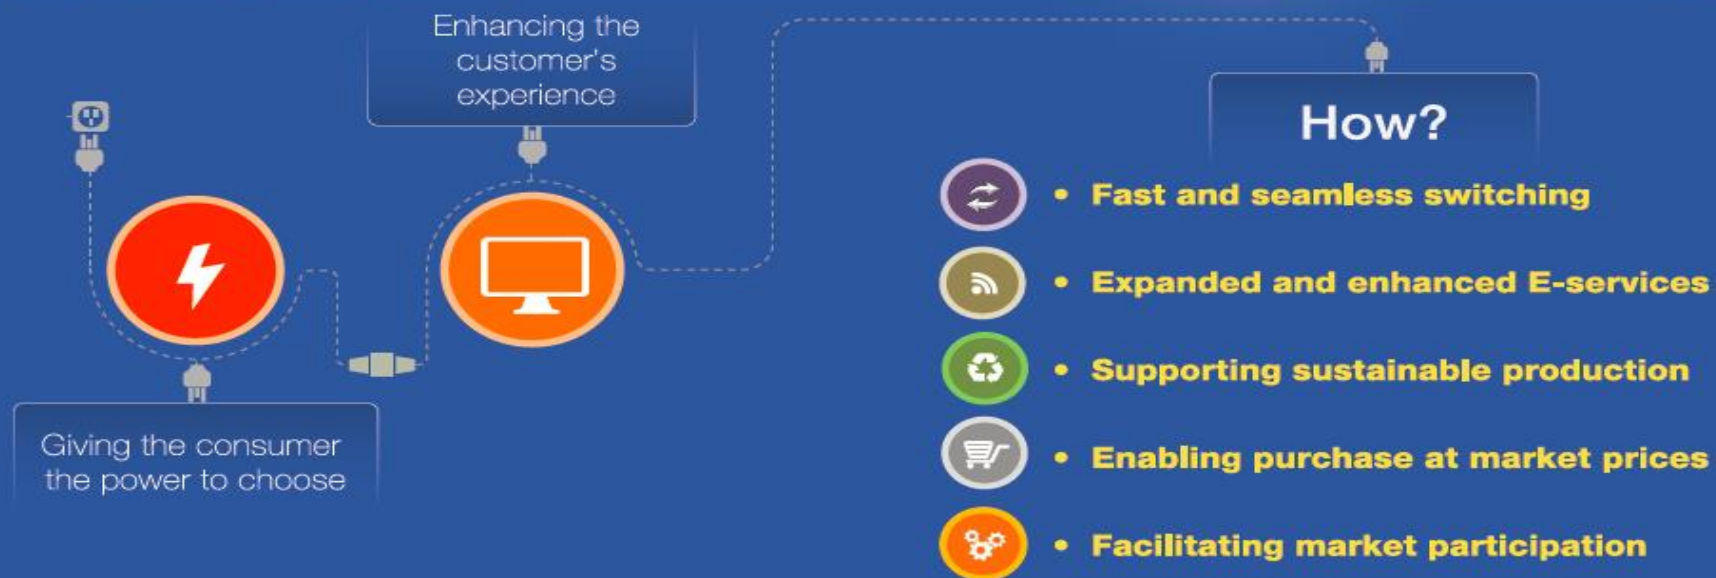 Enhancing the
customer's
experience
Giving the consumer
the power to choose
How?
• Fast and seamless switching
• Expanded and enhanced E-services
• Supporting sustainable production
• Enabling purchase at market prices
• Facilitating market participation